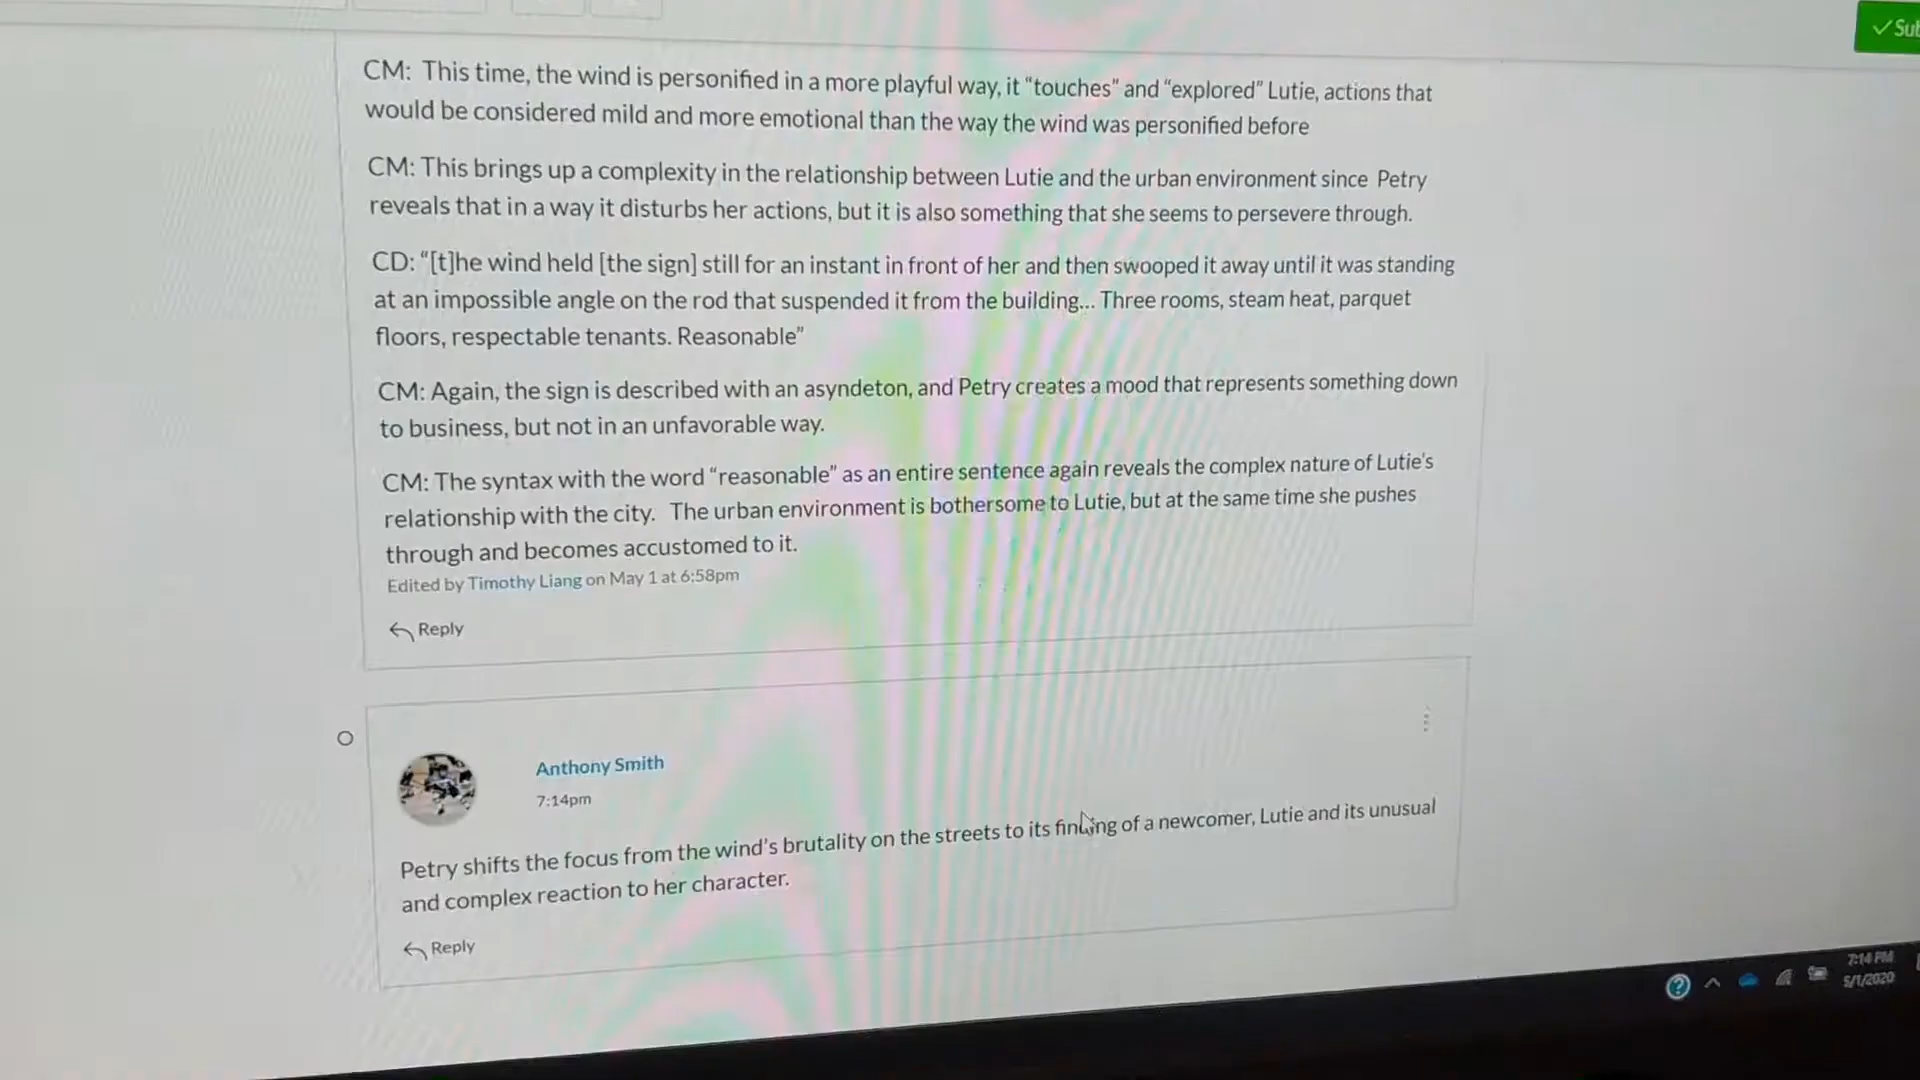 ✓ Sub
CM: This time, the wind is personified in a more playful way, it “touches” and “explored” Lutie, actions that
would be considered mild and more emotional than the way the wind was personified before
CM: This brings up a complexity in the relationship between Lutie and the urban environment since Petry
reveals that in a way it disturbs her actions, but it is also something that she seems to persevere through.
CD: “[t]he wind held [the sign] still for an instant in front of her and then swooped it away until it was standing
at an impossible angle on the rod that suspended it from the building... Three rooms, steam heat, parquet
floors, respectable tenants. Reasonable”
CM: Again, the sign is described with an asyndeton, and Petry creates a mood that represents something down
to business, but not in an unfavorable way.
CM: The syntax with the word “reasonable” as an entire sentence again reveals the complex nature of Lutie's
relationship with the city. The urban environment is bothersome to Lutie, but at the same time she pushes
through and becomes accustomed to it.
Edited by Timothy Liang on May 1 at 6:58pm
Reply
Anthony Smith
7:14pm
Petry shifts the focus from the wind's brutality on the streets to its finding of a newcomer, Lutie and its unusual
and complex reaction to her character.
Reply
7:14 PM
5/1/2020